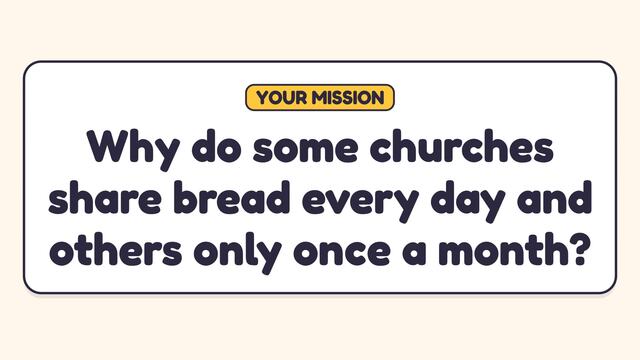 YOUR MISSION
Why do some churches
share bread every day and
others only once a month?